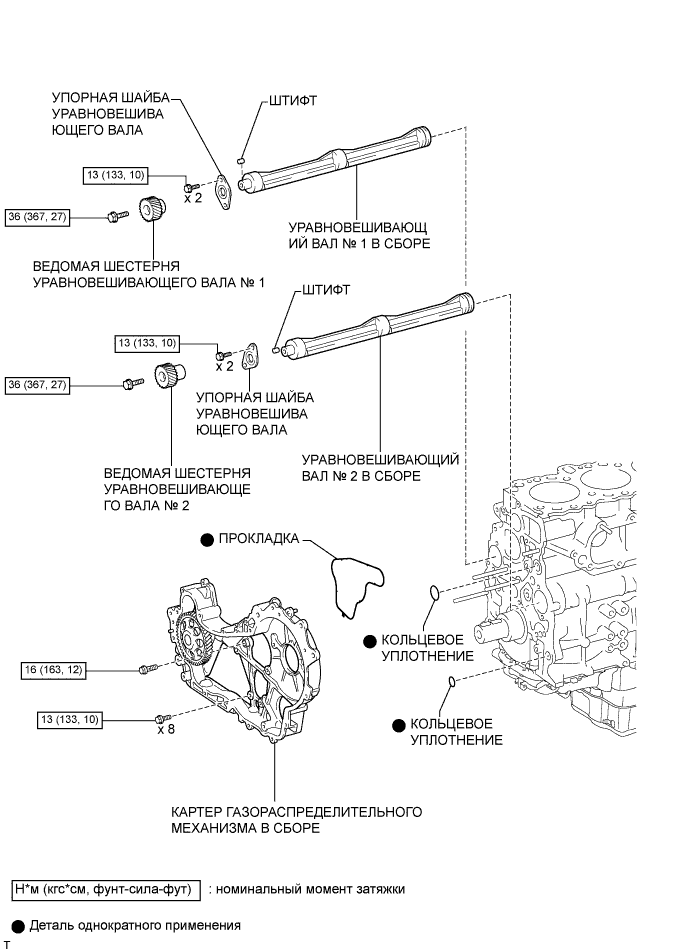 УПОРНАЯ ШАЙБА
УРАВНОВЕШИВА
ЮЩЕГО ВАЛА
ШТИФТ
13 (133, 10)
x 2
36 (367, 27)
УРАВНОВЕШИВАЮЩ
ИЙ ВАЛ № 1 В СБОРЕ
ВЕДОМАЯ ШЕСТЕРНЯ
УРАВНОВЕШИВАЮЩЕГО ВАЛА № 1
ШТИФТ
13 (133, 10)
x 2
36 (367, 27)
УПОРНАЯ ШАЙБА
УРАВНОВЕШИВА
ЮЩЕГО ВАЛА
УРАВНОВЕШИВАЮЩИЙ
ВАЛ № 2 В СБОРЕ
ВЕДОМАЯ ШЕСТЕРНЯ
УРАВНОВЕШИВАЮЩЕ
ГО ВАЛА № 2
ПРОКЛАДКА
КОЛЬЦЕВОЕ
УПЛОТНЕНИЕ
16 (163, 12)
13 (133, 10)
x 8
КОЛЬЦЕВОЕ
УПЛОТНЕНИЕ
КАРТЕР ГАЗОРАСПРЕДЕЛИТЕЛЬНОГО
МЕХАНИЗМА В СБОРЕ
Н*м (кгс*см, фунт-сила-фут) : номинальный момент затяжки
Деталь однократного применения
T